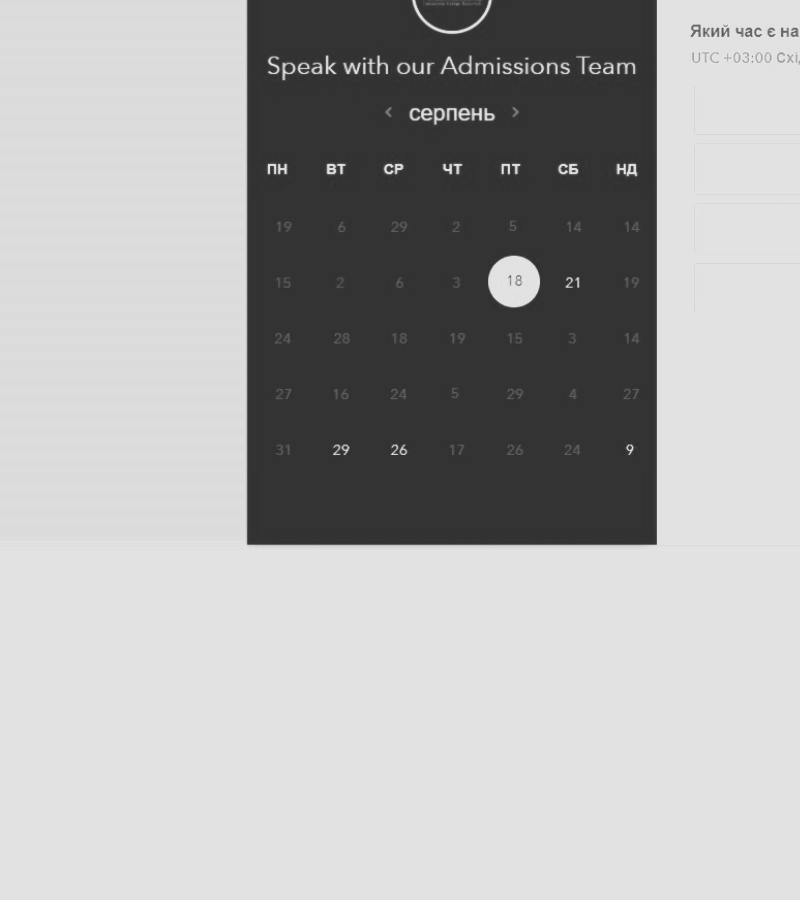 Speak with our Admissions Team
серпень
ПН ВТ СР ЧТ ПТ СБ НД
19 6 29 2 5 14 14
15 2 6 3 18 21 19
24 28 18 19 15 3 14
27 16 24 5 29 4 27
31 29 26 17 26 24 9
Який час є на
UTC +03:00 Схі,